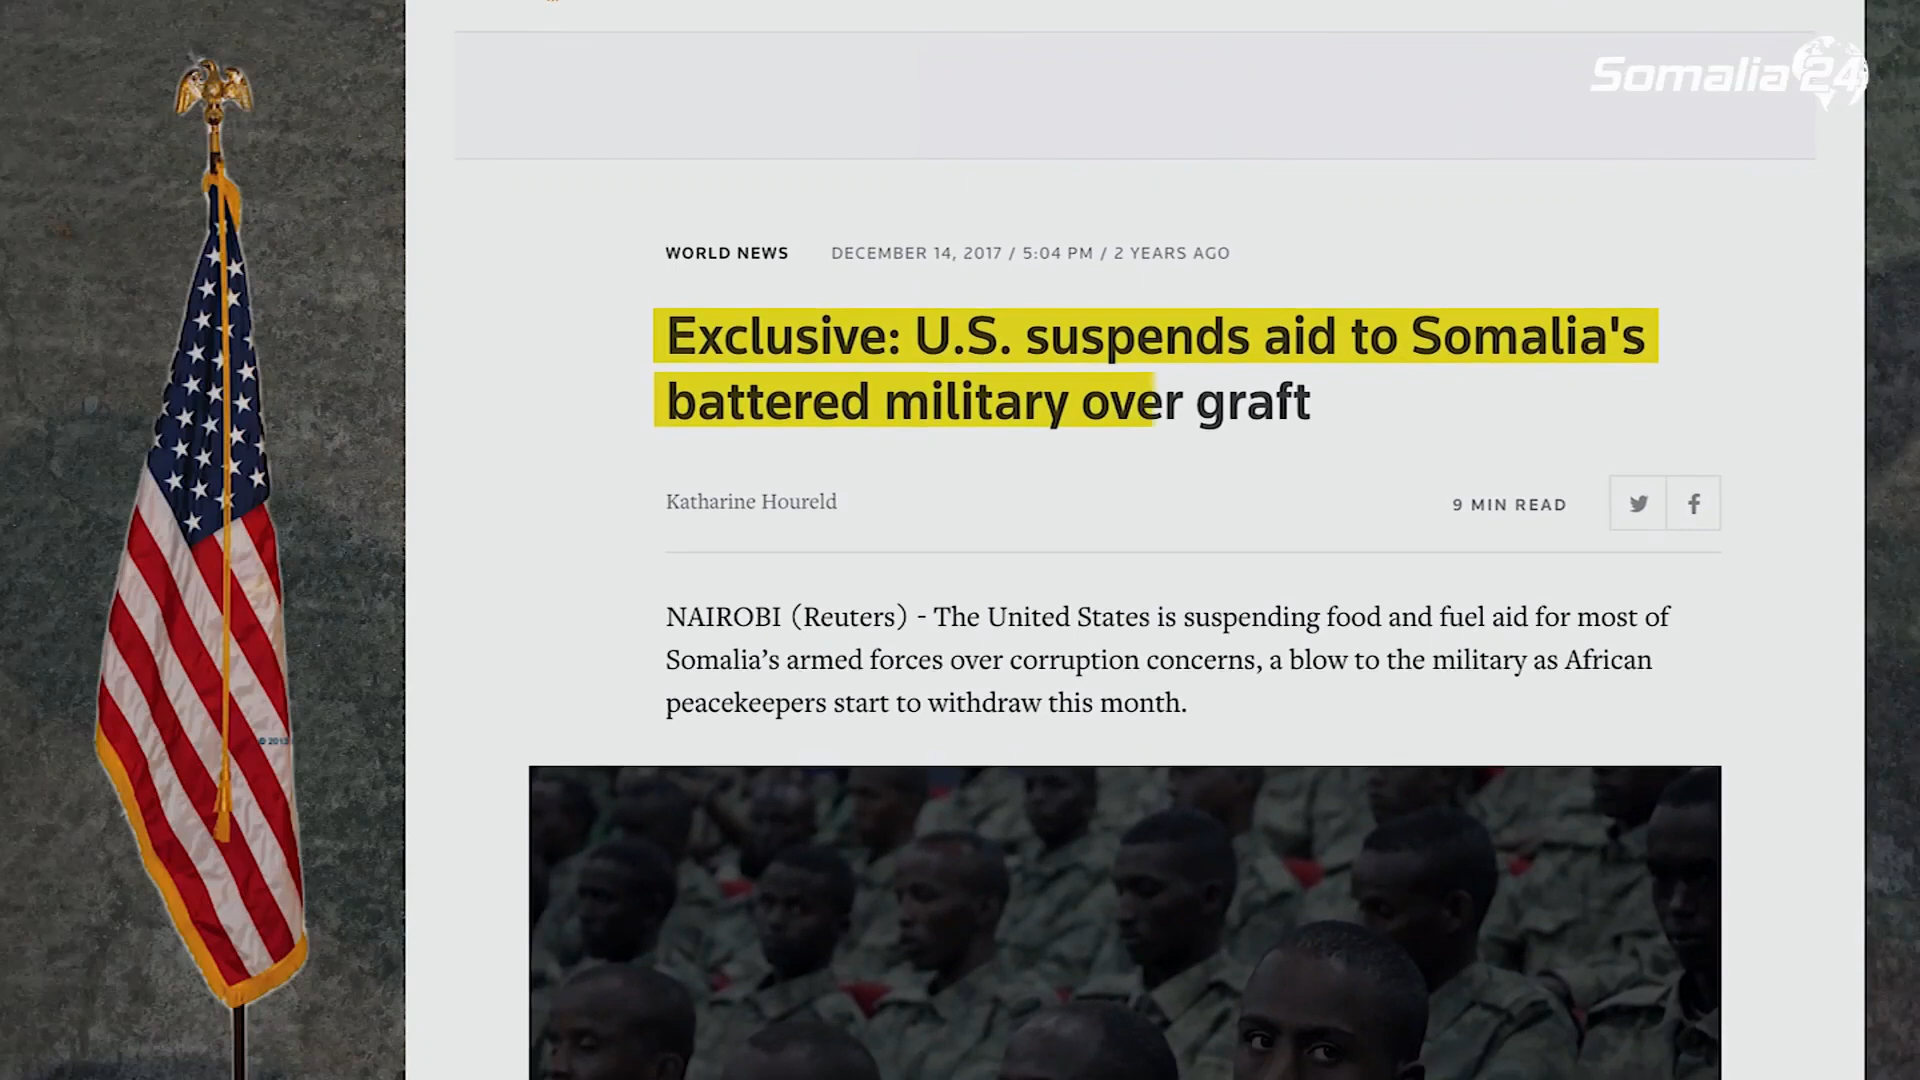 Somalia 24
WORLD NEWS DECEMBER 14, 2017 / 5:04 PM / 2 YEARS AGO
Exclusive: U.S. suspends aid to Somalia's
battered military over graft
Katharine Houreld
9 MIN READ
NAIROBI (Reuters) - The United States is suspending food and fuel aid for most of
Somalia’s armed forces over corruption concerns, a blow to the military as African
peacekeepers start to withdraw this month.
© 2013